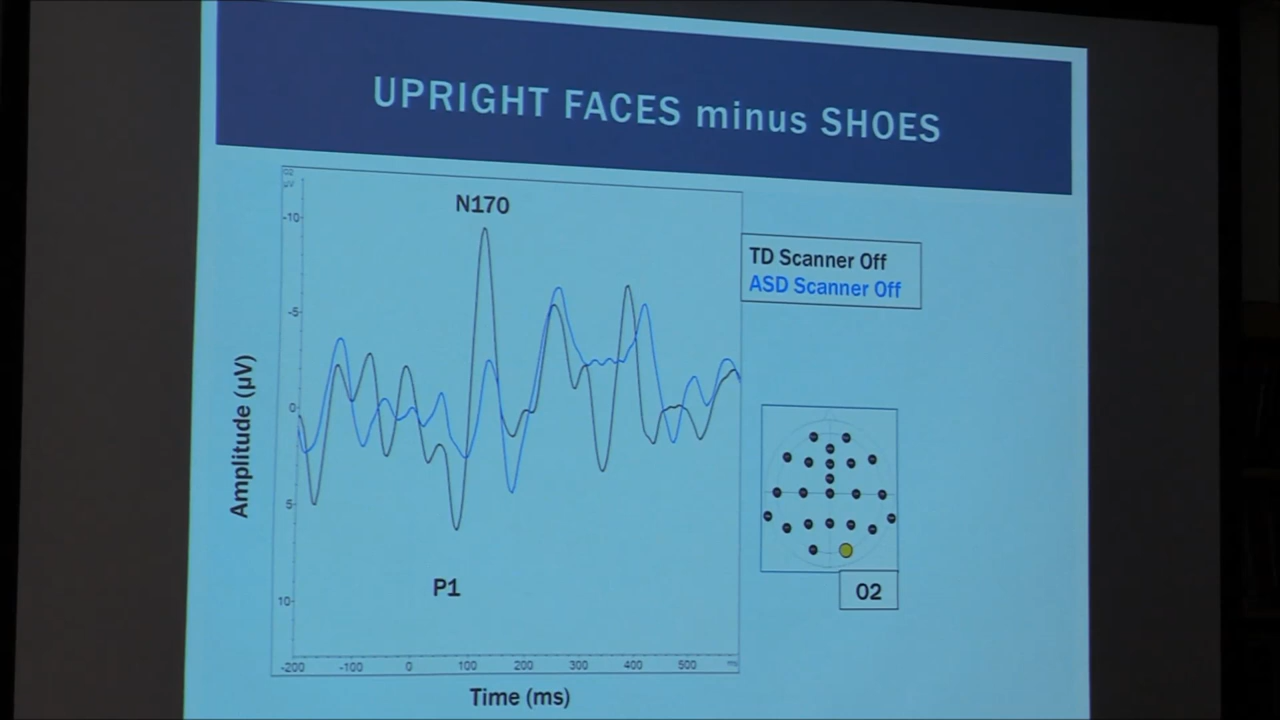 UPRIGHT FACES minus SHOES
N170
-10
-5
0
5
10
Amplitude (µV)
P1
-200 -100 0 100 200 300 400 500 ms
Time (ms)
TD Scanner Off
ASD Scanner Off
O2